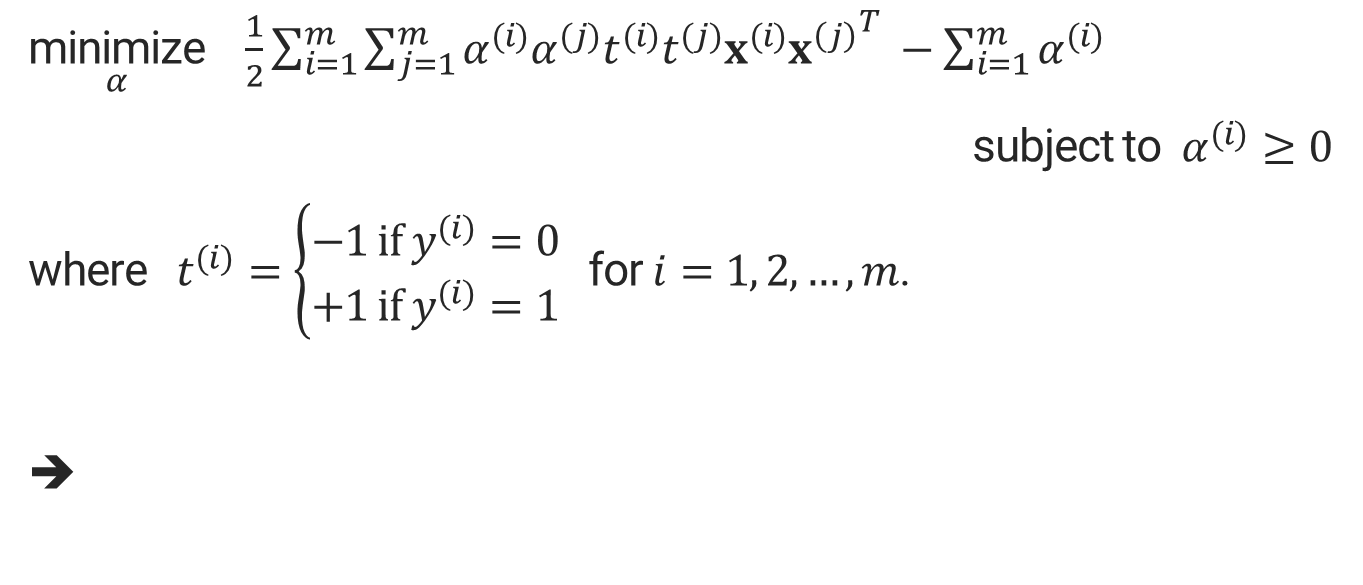 minimize 1/2 ∑ᵢ₌₁ᵐ ∑ⱼ₌₁ᵐ α⁽ⁱ⁾α⁽ʲ⁾t⁽ⁱ⁾t⁽ʲ⁾𝐱⁽ⁱ⁾𝐱⁽ʲ⁾ᵀ − ∑ᵢ₌₁ᵐ α⁽ⁱ⁾
α
subject to α⁽ⁱ⁾ ≥ 0
where t⁽ⁱ⁾ = { −1 if y⁽ⁱ⁾ = 0
+1 if y⁽ⁱ⁾ = 1 for i = 1, 2, …, m.
➔